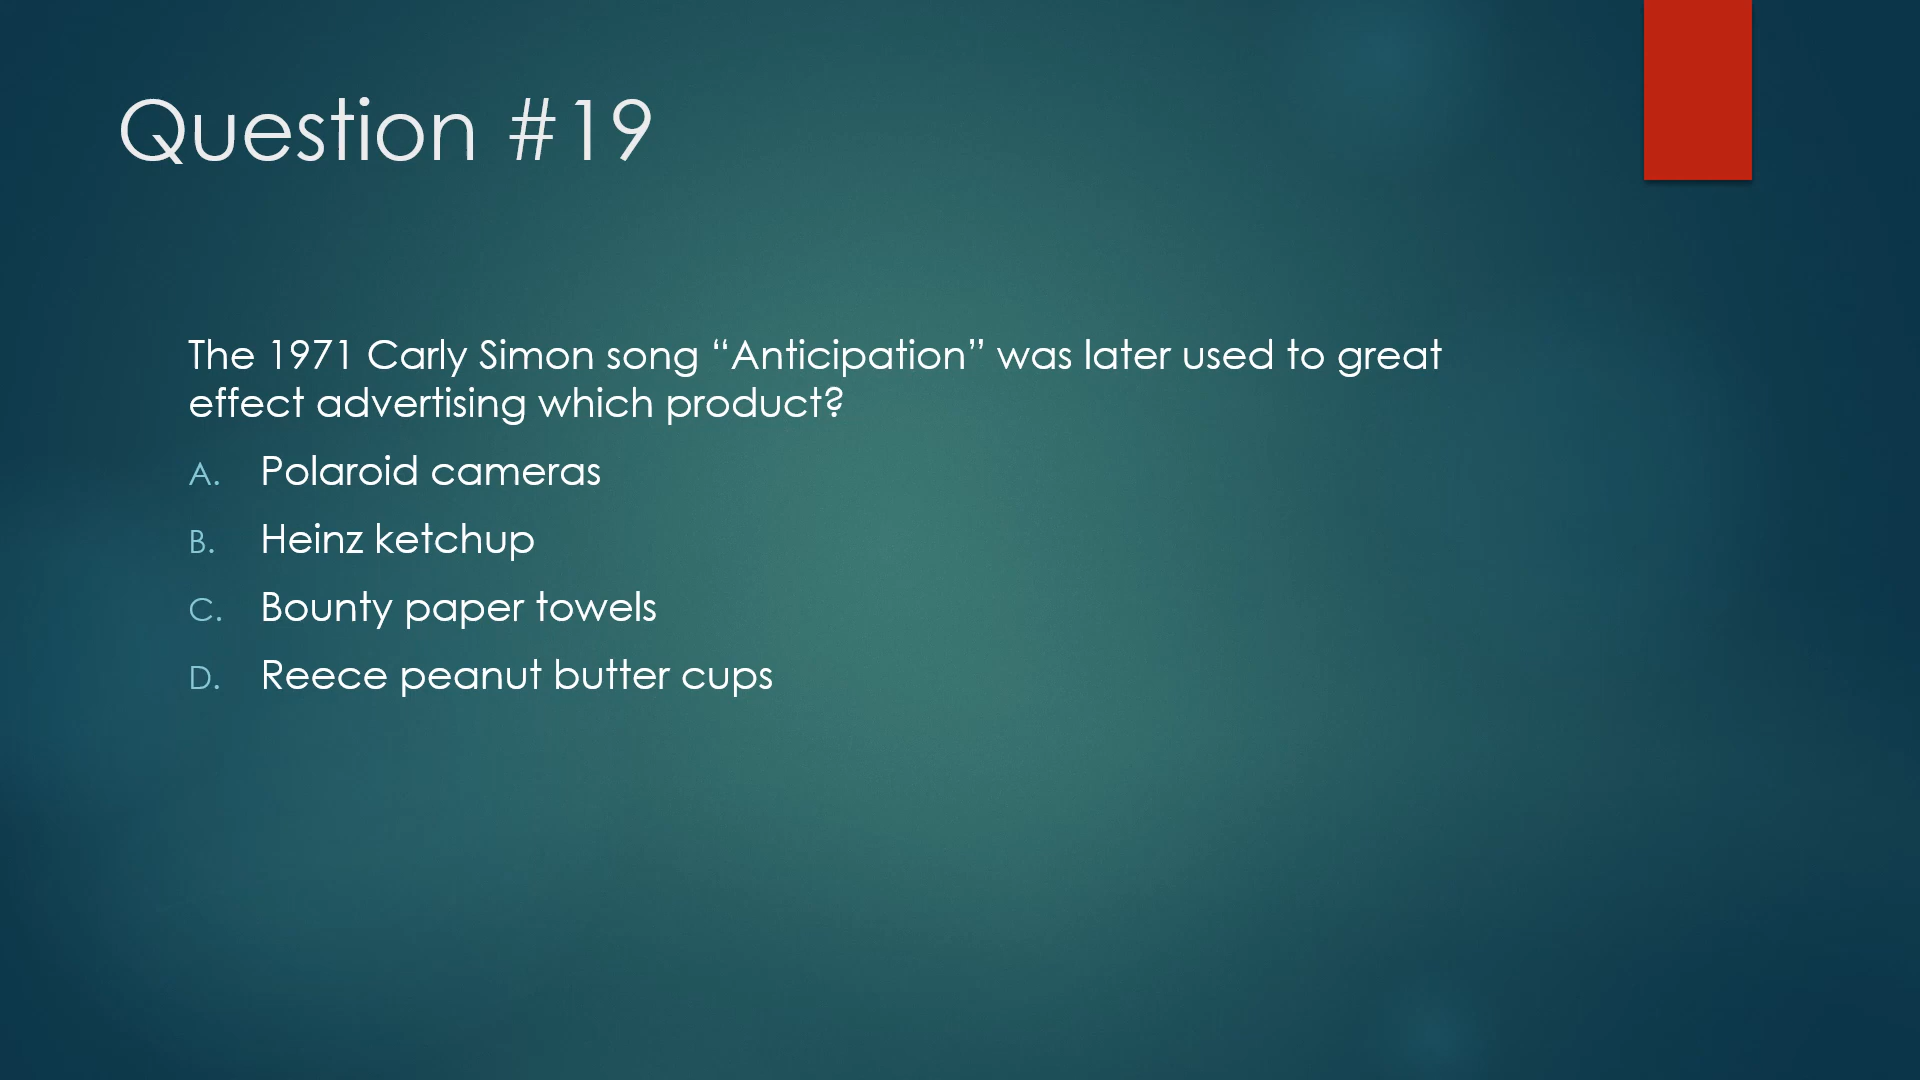 Question #19
The 1971 Carly Simon song “Anticipation” was later used to great
effect advertising which product?
A. Polaroid cameras
B. Heinz ketchup
C. Bounty paper towels
D. Reece peanut butter cups